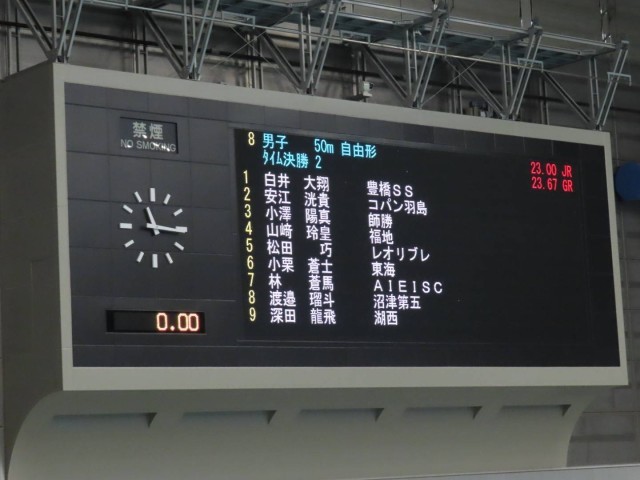 禁煙
NO SMOKING
0.00
8 男子 50m 自由形
ﾀｲﾑ決勝 2
23.00 JR
23.67 GR
1 白井 大翔 豊橋SS
2 安江 洸貴 コパン羽島
3 小澤 陽真 師勝
4 山﨑 玲皇 福地
5 松田 巧 レオリブレ
6 小栗 蒼士 東海
7 林 蒼馬 AIEISC
8 渡邉 瑠斗 沼津第五
9 深田 龍飛 湖西